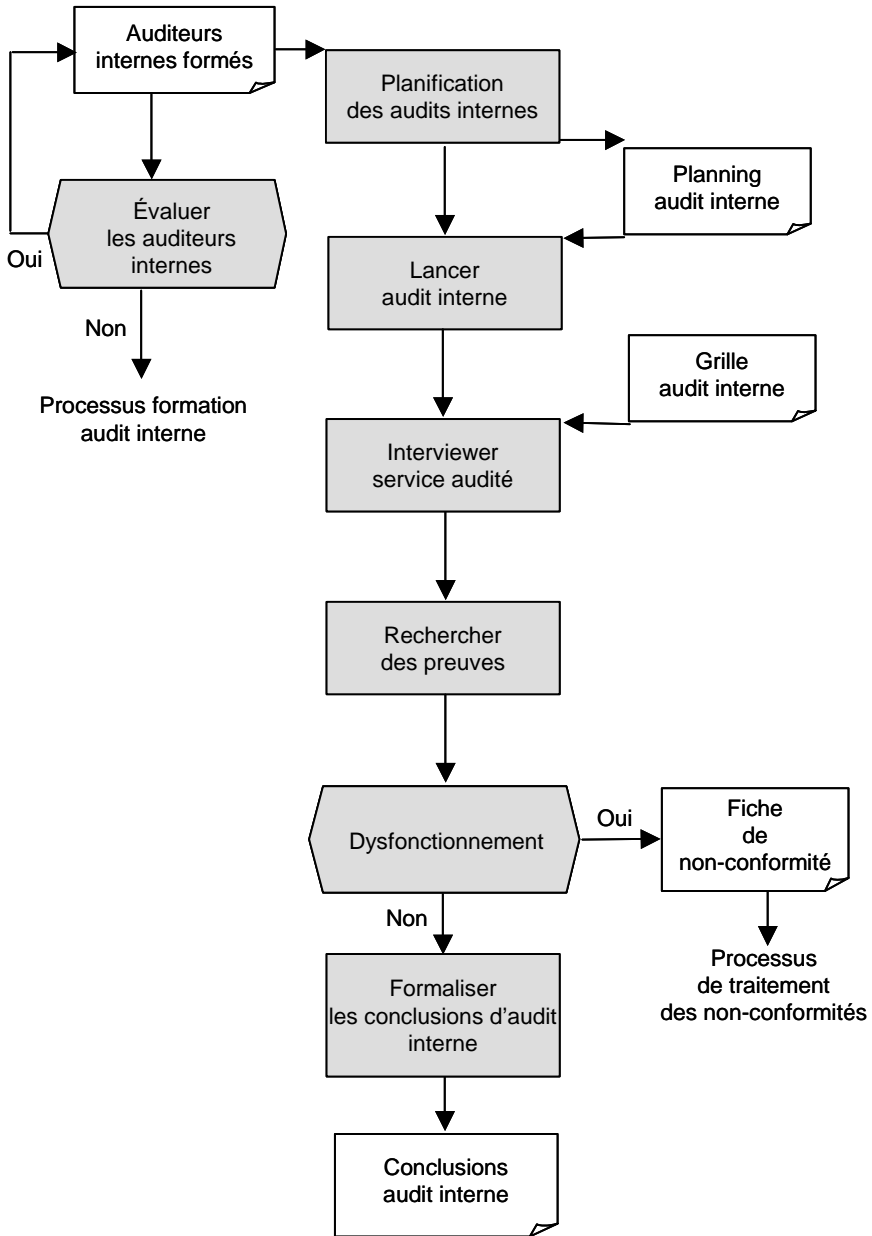 Auditeurs
internes formés
Planification
des audits internes
Planning
audit interne
Évaluer
les auditeurs
internes
Oui
Lancer
audit interne
Non
Processus formation
audit interne
Grille
audit interne
Interviewer
service audité
Rechercher
des preuves
Dysfonctionnement
Oui
Fiche
de
non-conformité
Non
Processus
de traitement
des non-conformités
Formaliser
les conclusions d'audit
interne
Conclusions
audit interne